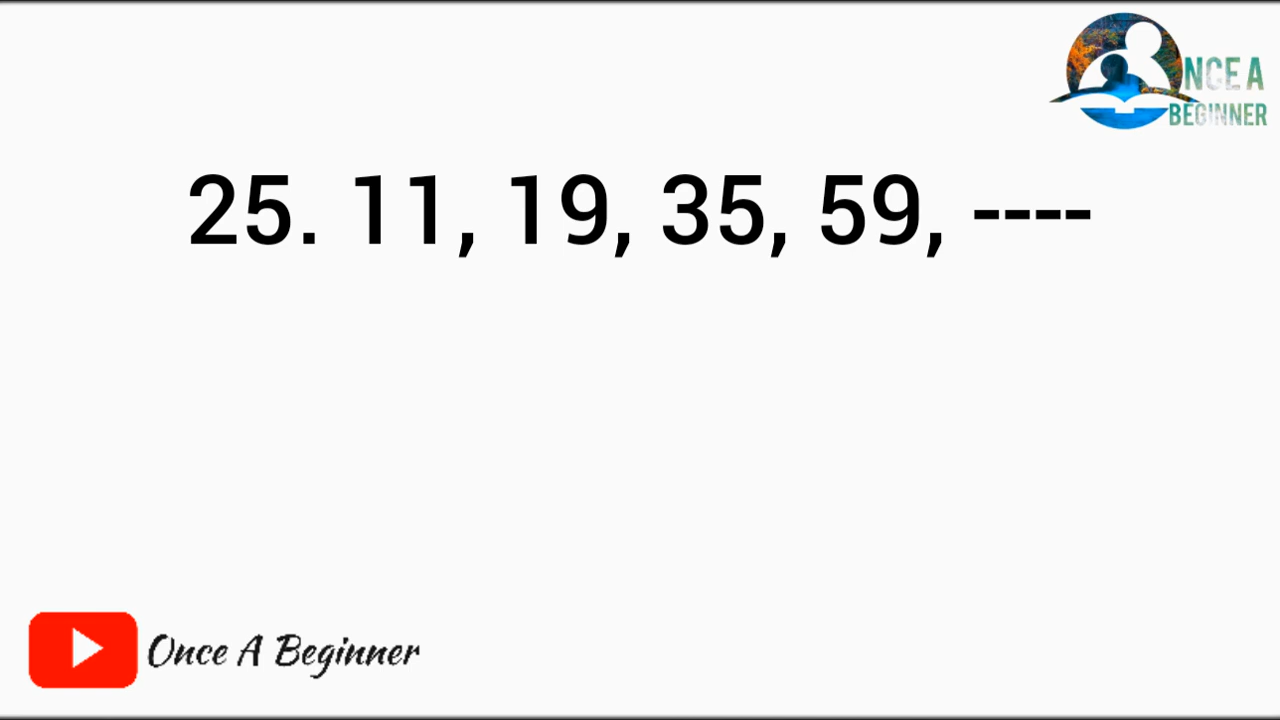 NCE A
BEGINNER
25. 11, 19, 35, 59, ----
Once A Beginner